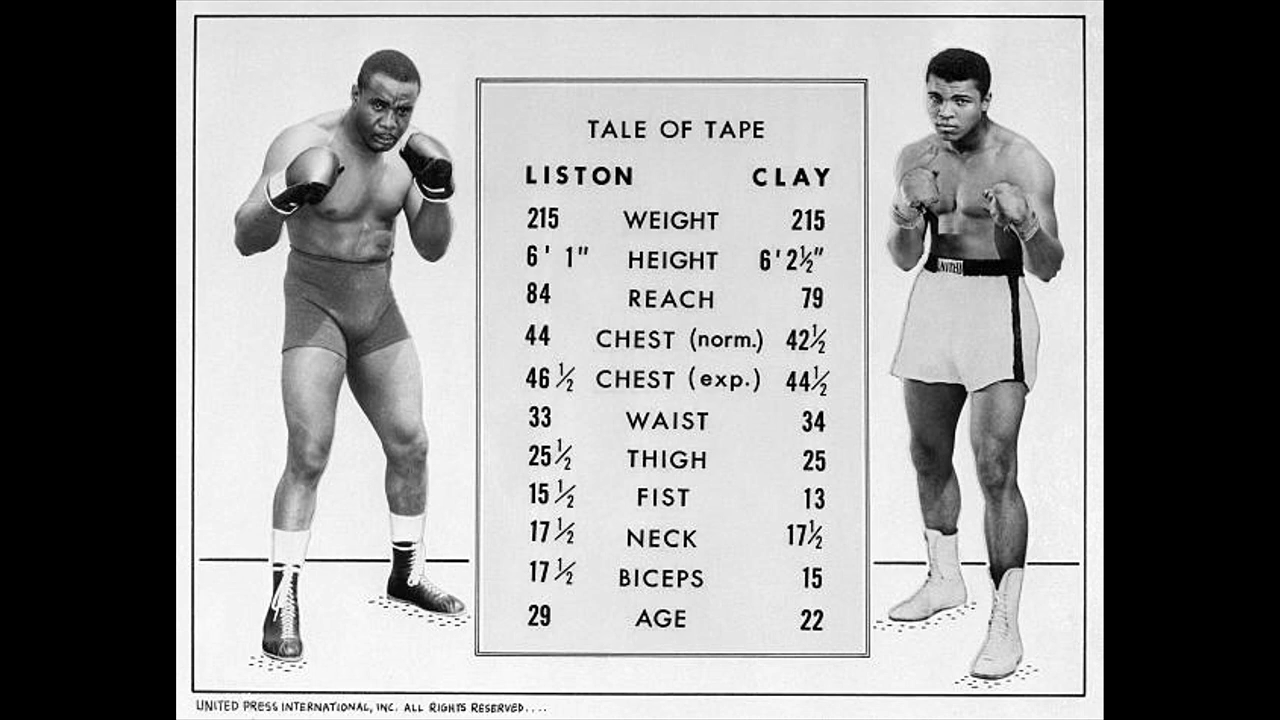 TALE OF TAPE
LISTON CLAY
215 WEIGHT 215
6' 1" HEIGHT 6'2½"
84 REACH 79
44 CHEST (norm.) 42½
46½ CHEST (exp.) 44½
33 WAIST 34
25½ THIGH 25
15½ FIST 13
17½ NECK 17½
17½ BICEPS 15
29 AGE 22
UNITED PRESS INTERNATIONAL, INC. ALL RIGHTS RESERVED....